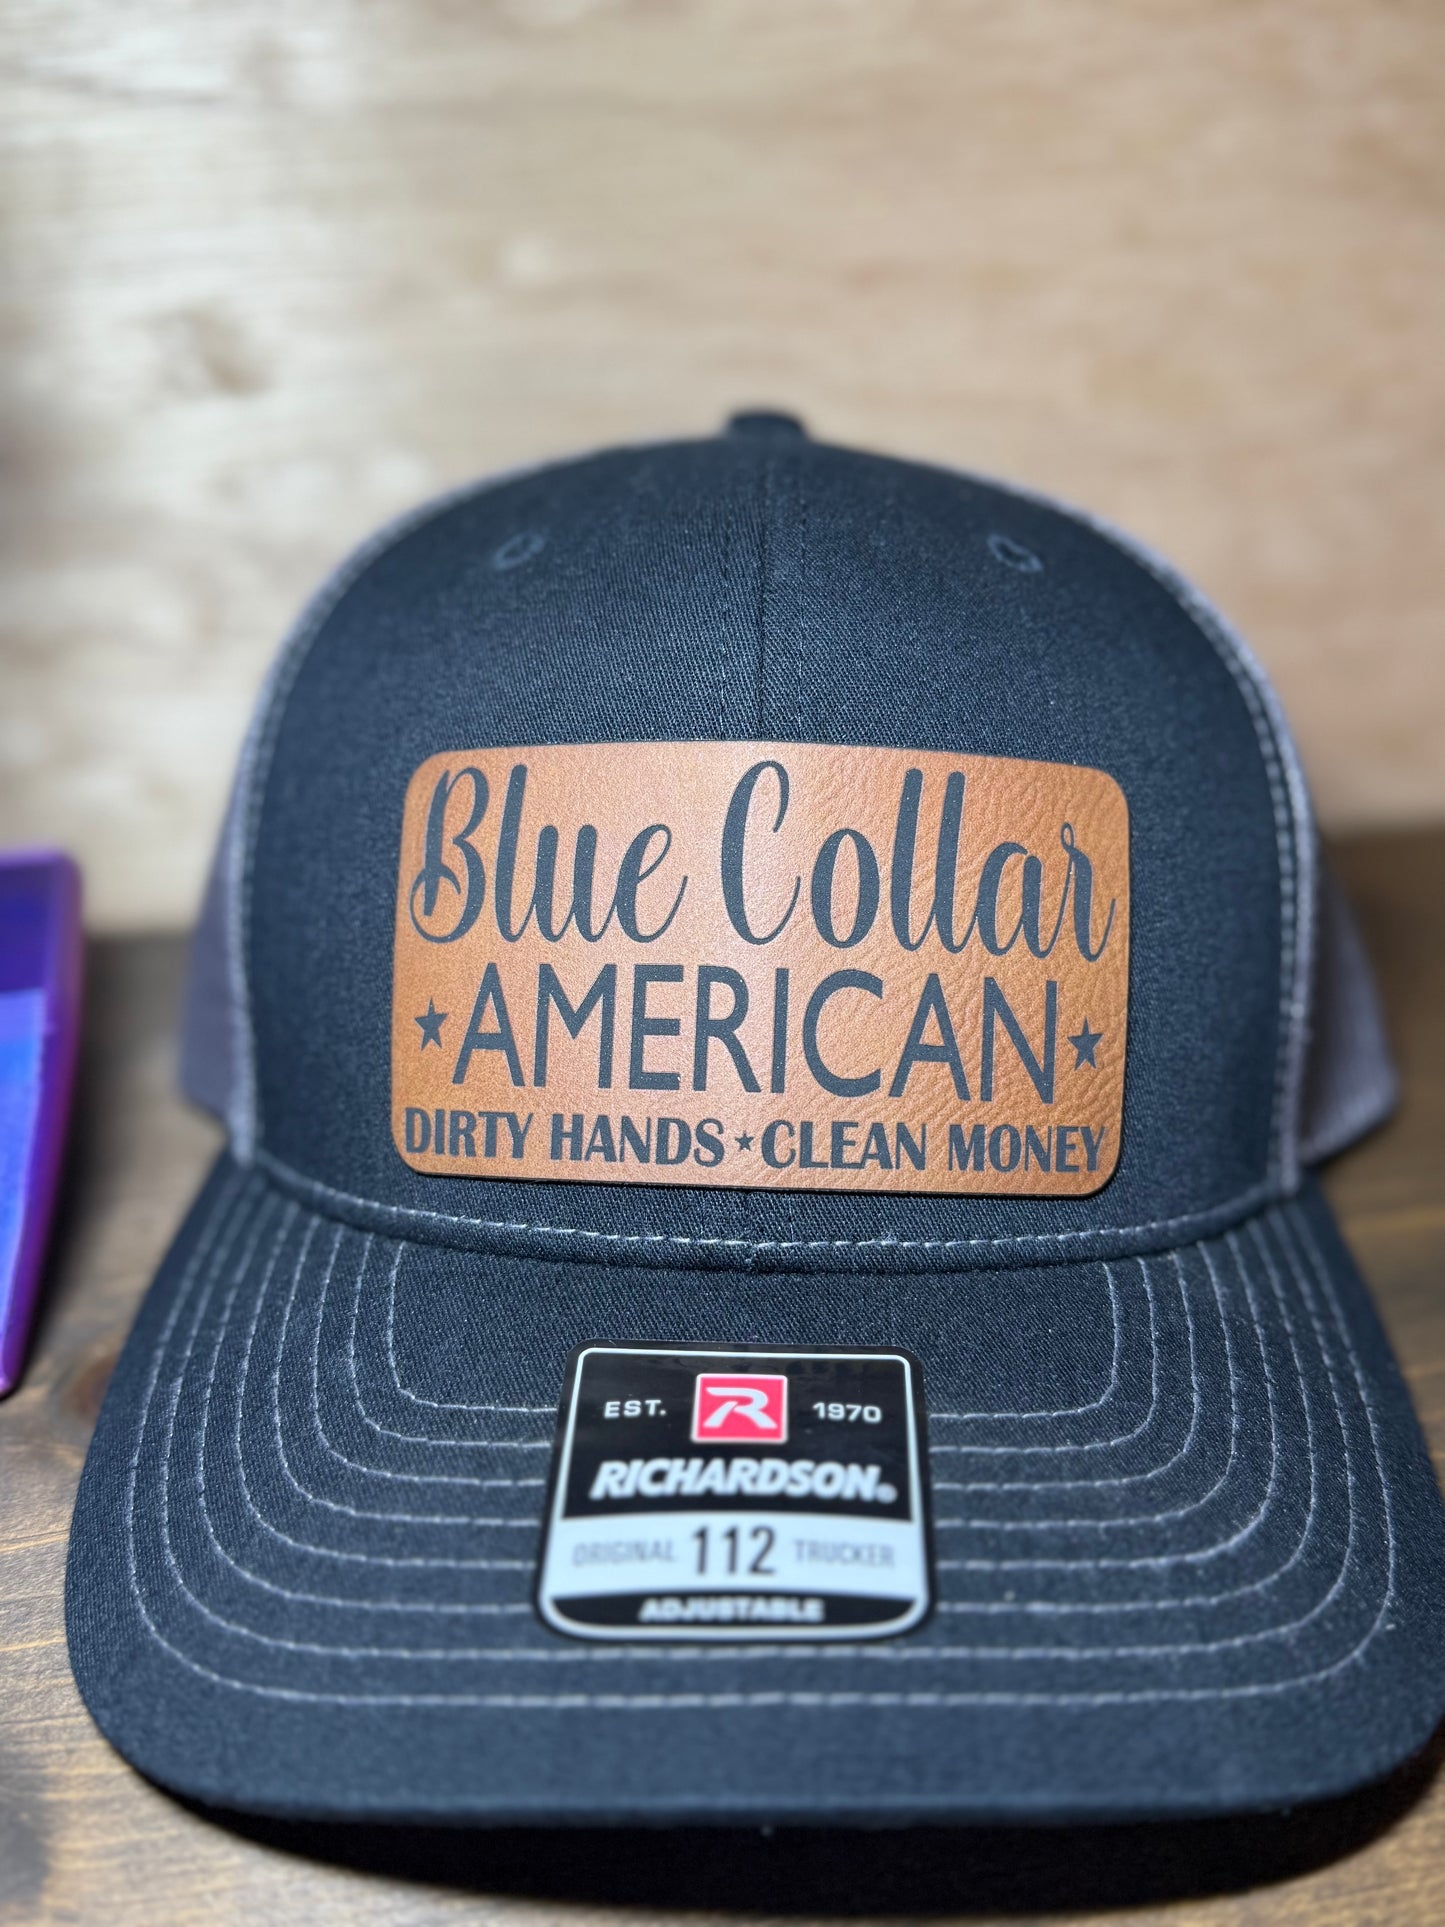 Blue Collar
★ AMERICAN ★
DIRTY HANDS ★ CLEAN MONEY
EST. R 1970
RICHARDSON®
ORIGINAL 112 TRUCKER
ADJUSTABLE